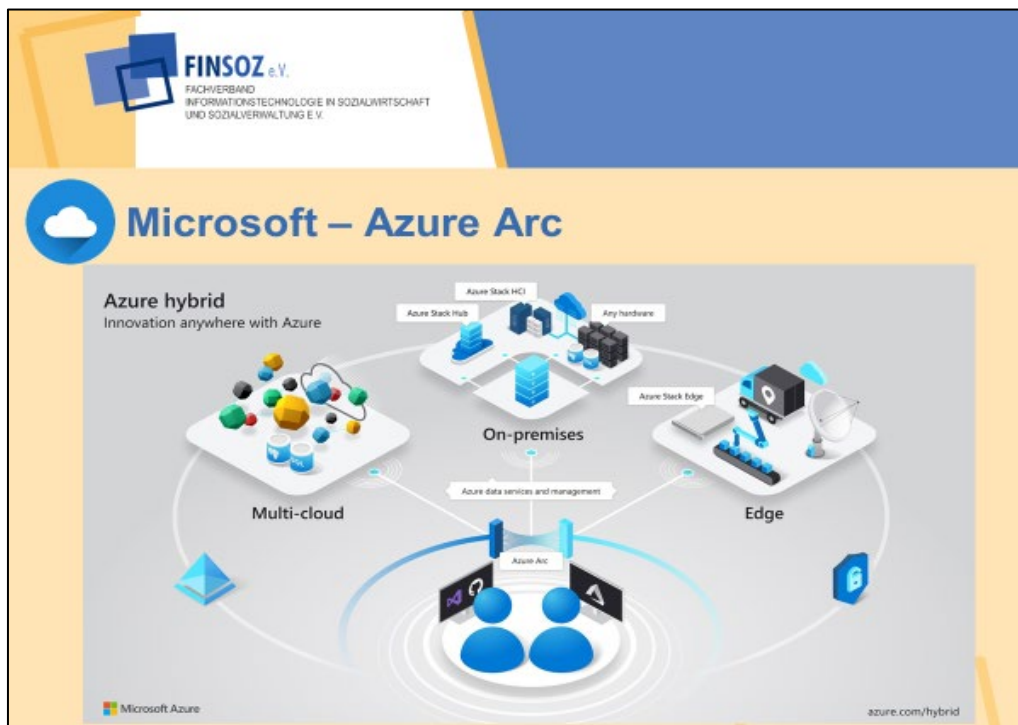 FINSOZ e.V.
FACHVERBAND
INFORMATIONSTECHNOLOGIE IN SOZIALWIRTSCHAFT
UND SOZIALVERWALTUNG E.V.
Microsoft – Azure Arc
Azure hybrid
Innovation anywhere with Azure
Azure Stack HCI
Azure Stack Hub
Any hardware
Azure Stack Edge
On-premises
Azure data services and management
Multi-cloud
Edge
Azure Arc
Microsoft Azure
azure.com/hybrid